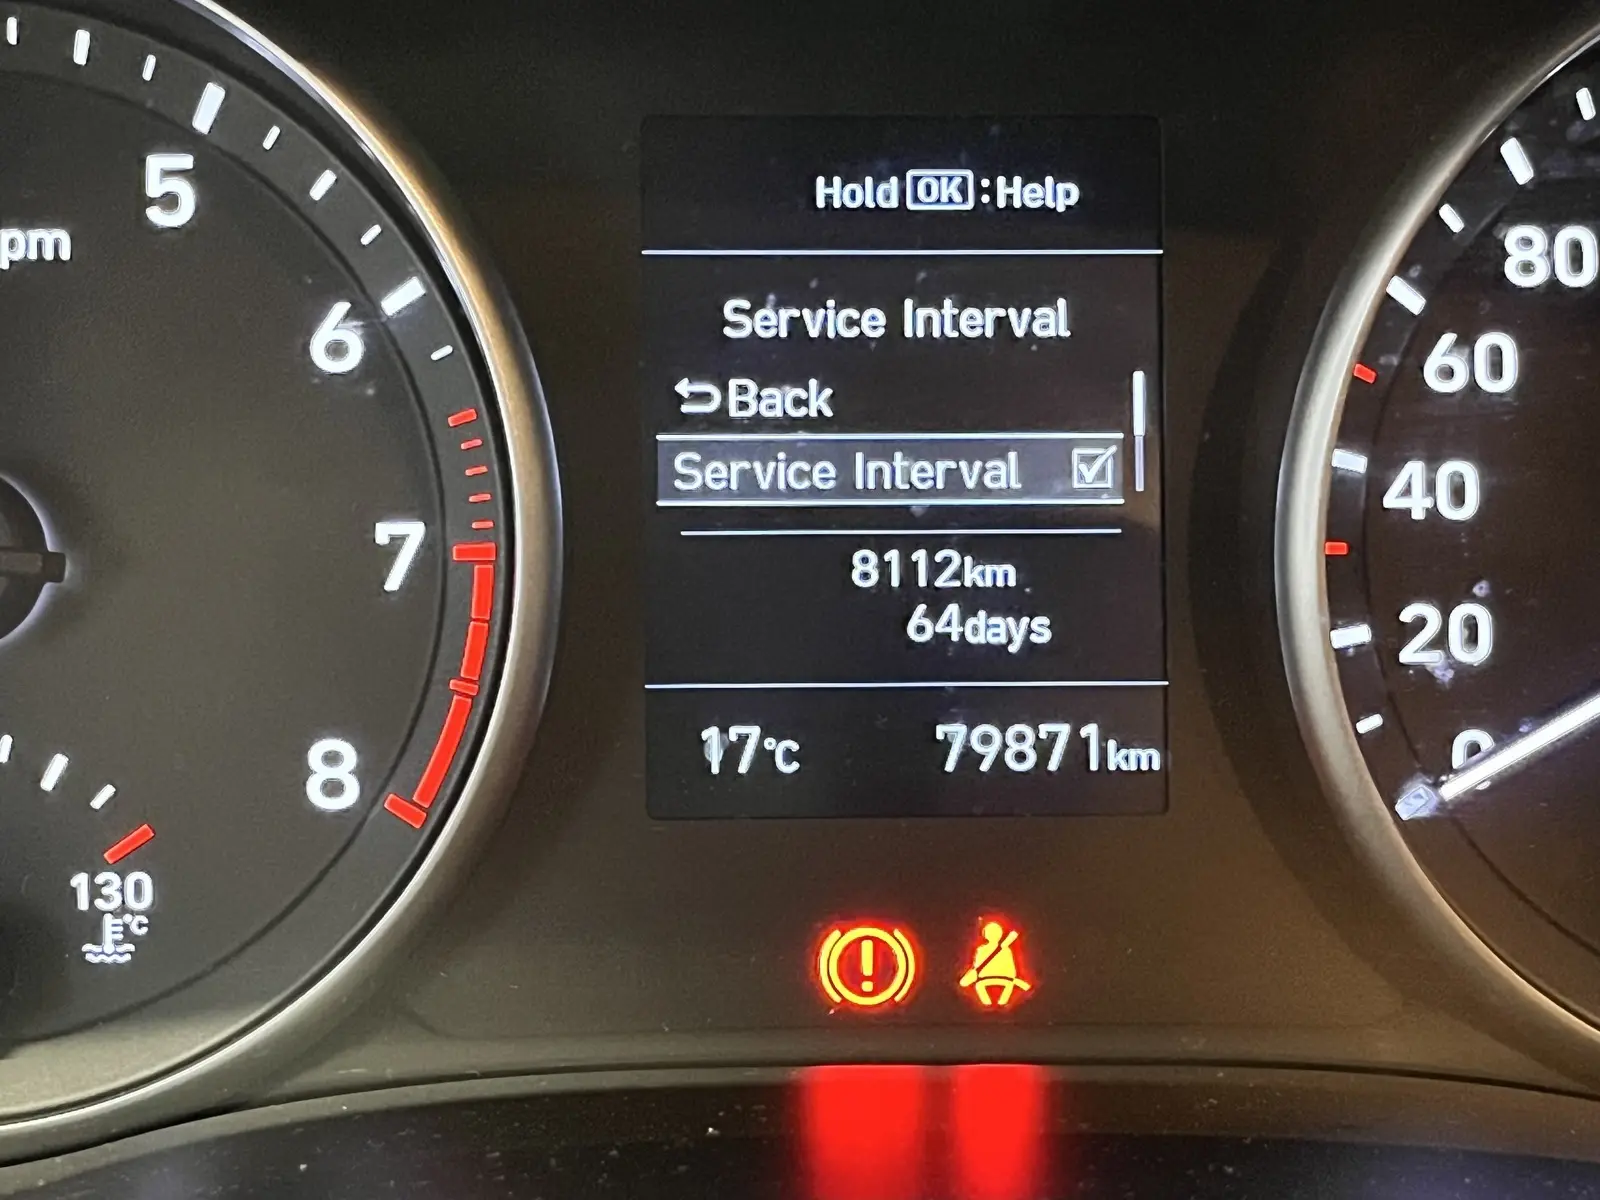 Hold OK :Help
Service Interval
Back
Service Interval
8112km
64days
17°C
79871km
5
pm
6
7
8
130
°C
80
60
40
20
0